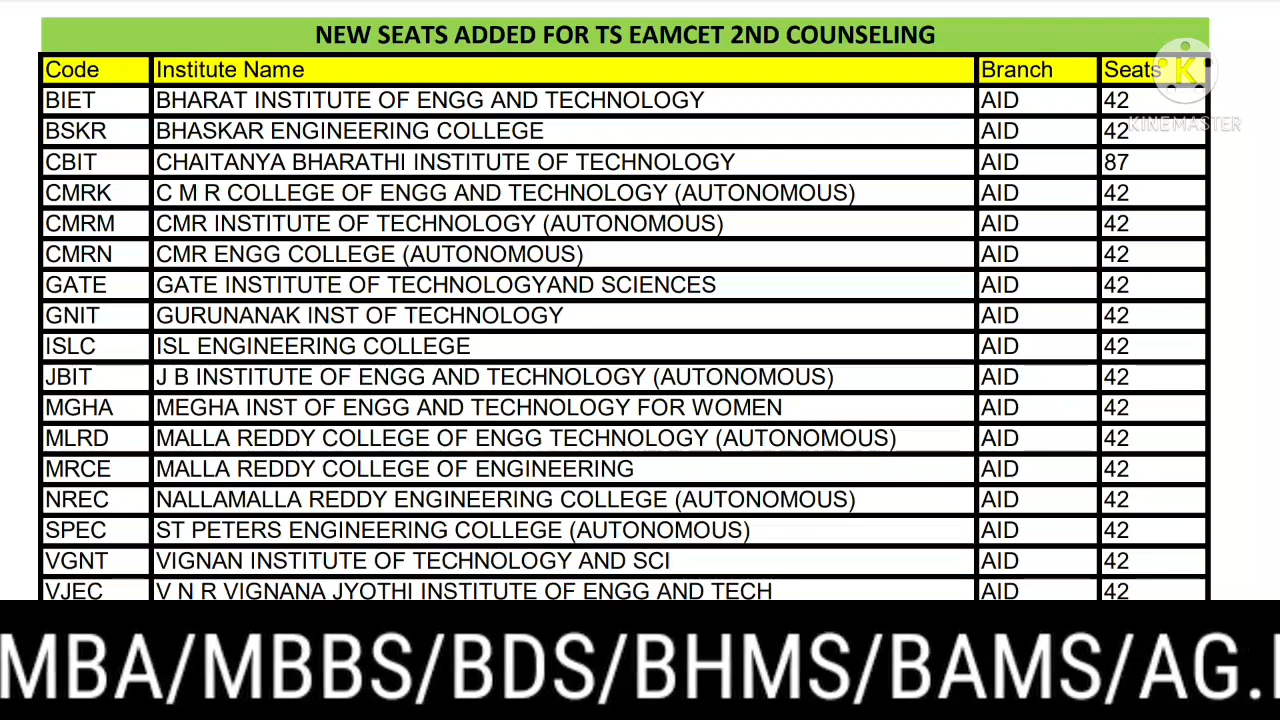 NEW SEATS ADDED FOR TS EAMCET 2ND COUNSELING
Code Institute Name Branch Seats
BIET BHARAT INSTITUTE OF ENGG AND TECHNOLOGY AID 42
BSKR BHASKAR ENGINEERING COLLEGE AID 42
CBIT CHAITANYA BHARATHI INSTITUTE OF TECHNOLOGY AID 87
CMRK C M R COLLEGE OF ENGG AND TECHNOLOGY (AUTONOMOUS) AID 42
CMRM CMR INSTITUTE OF TECHNOLOGY (AUTONOMOUS) AID 42
CMRN CMR ENGG COLLEGE (AUTONOMOUS) AID 42
GATE GATE INSTITUTE OF TECHNOLOGYAND SCIENCES AID 42
GNIT GURUNANAK INST OF TECHNOLOGY AID 42
ISLC ISL ENGINEERING COLLEGE AID 42
JBIT J B INSTITUTE OF ENGG AND TECHNOLOGY (AUTONOMOUS) AID 42
MGHA MEGHA INST OF ENGG AND TECHNOLOGY FOR WOMEN AID 42
MLRD MALLA REDDY COLLEGE OF ENGG TECHNOLOGY (AUTONOMOUS) AID 42
MRCE MALLA REDDY COLLEGE OF ENGINEERING AID 42
NREC NALLAMALLA REDDY ENGINEERING COLLEGE (AUTONOMOUS) AID 42
SPEC ST PETERS ENGINEERING COLLEGE (AUTONOMOUS) AID 42
VGNT VIGNAN INSTITUTE OF TECHNOLOGY AND SCI AID 42
VJEC V N R VIGNANA JYOTHI INSTITUTE OF ENGG AND TECH AID 42
K
KINEMASTER
MBA/MBBS/BDS/BHMS/BAMS/AG.